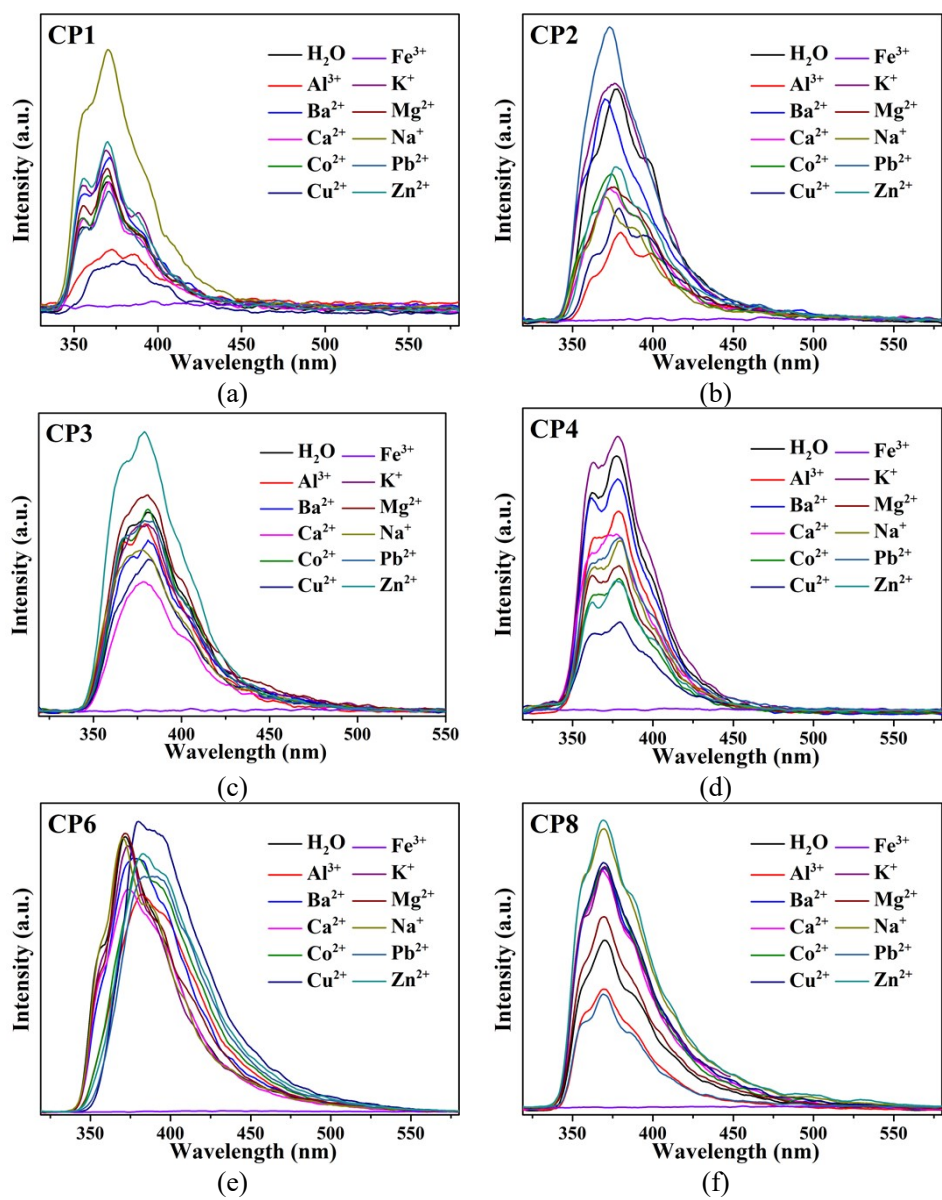 CP1
H₂O Fe³⁺
Al³⁺ K⁺
Ba²⁺ Mg²⁺
Ca²⁺ Na⁺
Co²⁺ Pb²⁺
Cu²⁺ Zn²⁺
Intensity (a.u.)
350 400 450 500 550
Wavelength (nm)
(a)
CP2
H₂O Fe³⁺
Al³⁺ K⁺
Ba²⁺ Mg²⁺
Ca²⁺ Na⁺
Co²⁺ Pb²⁺
Cu²⁺ Zn²⁺
Intensity (a.u.)
350 400 450 500 550
Wavelength (nm)
(b)
CP3
H₂O Fe³⁺
Al³⁺ K⁺
Ba²⁺ Mg²⁺
Ca²⁺ Na⁺
Co²⁺ Pb²⁺
Cu²⁺ Zn²⁺
Intensity (a.u.)
350 400 450 500 550
Wavelength (nm)
(c)
CP4
H₂O Fe³⁺
Al³⁺ K⁺
Ba²⁺ Mg²⁺
Ca²⁺ Na⁺
Co²⁺ Pb²⁺
Cu²⁺ Zn²⁺
Intensity (a.u.)
350 400 450 500 550
Wavelength (nm)
(d)
CP6
H₂O Fe³⁺
Al³⁺ K⁺
Ba²⁺ Mg²⁺
Ca²⁺ Na⁺
Co²⁺ Pb²⁺
Cu²⁺ Zn²⁺
Intensity (a.u.)
350 400 450 500 550
Wavelength (nm)
(e)
CP8
H₂O Fe³⁺
Al³⁺ K⁺
Ba²⁺ Mg²⁺
Ca²⁺ Na⁺
Co²⁺ Pb²⁺
Cu²⁺ Zn²⁺
Intensity (a.u.)
350 400 450 500 550
Wavelength (nm)
(f)